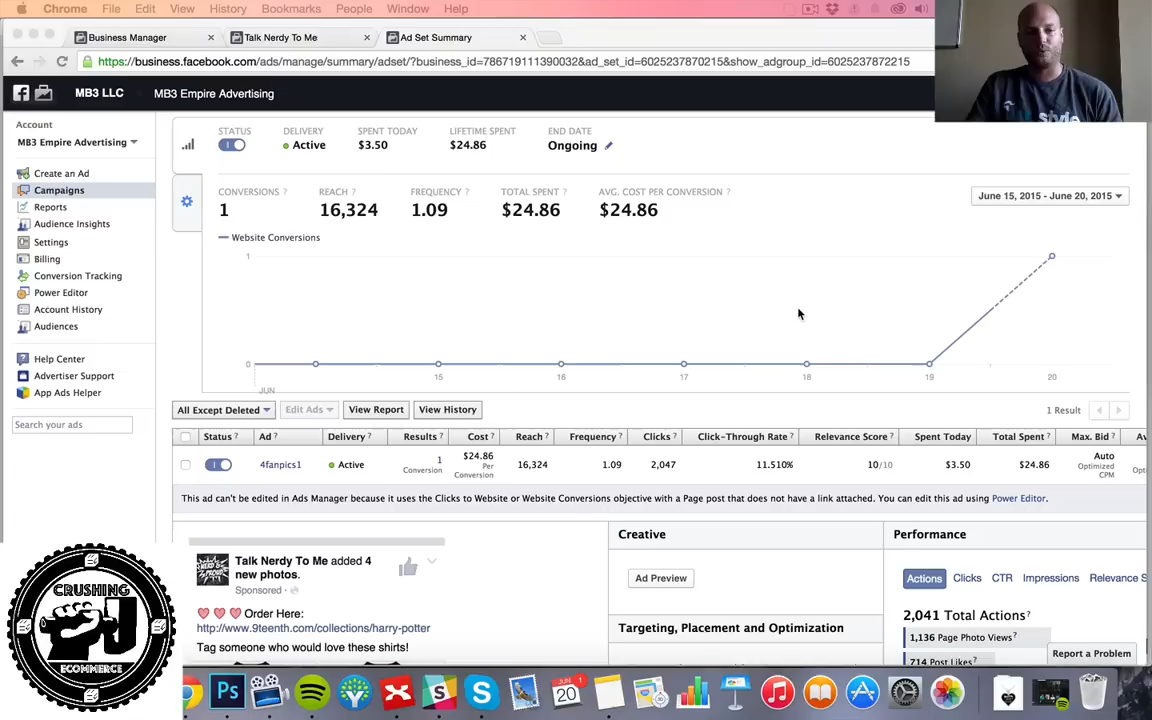 Chrome File Edit View History Bookmarks People Window Help
Business Manager Talk Nerdy To Me Ad Set Summary
https://business.facebook.com/ads/manage/summary/adset/?business_id=786719111390032&ad_set_id=6025237870215&show_adgroup_id=6025237872215
MB3 LLC MB3 Empire Advertising
Account
MB3 Empire Advertising
Create an Ad
Campaigns
Reports
Audience Insights
Settings
Billing
Conversion Tracking
Power Editor
Account History
Audiences
Help Center
Advertiser Support
App Ads Helper
Search your ads
STATUS DELIVERY SPENT TODAY LIFETIME SPENT END DATE
Active $3.50 $24.86 Ongoing
CONVERSIONS ? REACH ? FREQUENCY ? TOTAL SPENT ? AVG. COST PER CONVERSION ?
1 16,324 1.09 $24.86 $24.86
June 15, 2015 - June 20, 2015
Website Conversions
1
0
15 16 17 18 19 20
JUN
All Except Deleted Edit Ads View Report View History 1 Result
Status ? Ad ? Delivery ? Results ? Cost ? Reach ? Frequency ? Clicks ? Click-Through Rate ? Relevance Score ? Spent Today ? Total Spent ? Max. Bid ? Av
4fanpics1 Active 1 Conversion $24.86 Per Conversion 16,324 1.09 2,047 11.510% 10/10 $3.50 $24.86 Auto Optimized CPM
This ad can't be edited in Ads Manager because it uses the Clicks to Website or Website Conversions objective with a Page post that does not have a link attached. You can edit this ad using Power Editor.
Talk Nerdy To Me added 4
new photos.
Sponsored
Order Here:
http://www.9teenth.com/collections/harry-potter
Tag someone who would love these shirts!
Creative
Ad Preview
Targeting, Placement and Optimization
Performance
Actions Clicks CTR Impressions Relevance S
2,041 Total Actions ?
1,136 Page Photo Views ?
714 Post Likes ?
Report a Problem
CRUSHING
ECOMMERCE
Ps
JUN
20
1